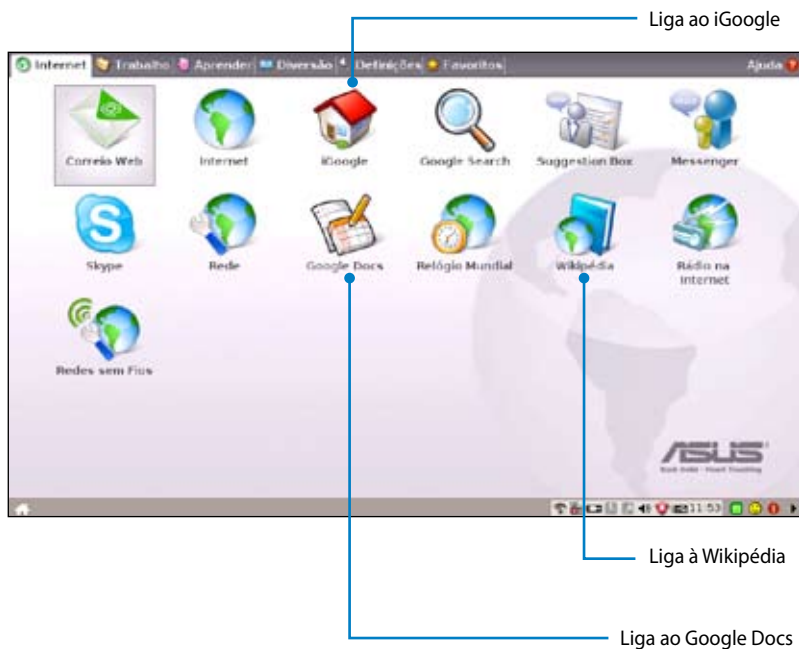 Liga ao iGoogle
Internet Trabalho Aprender Diversão Definições Favoritos Ajuda
Correio Web Internet iGoogle Google Search Suggestion Box Messenger
Skype Rede Google Docs Relógio Mundial Wikipédia Rádio na
Internet
Redes sem Fios
ASUS
11:53
Liga à Wikipédia
Liga ao Google Docs